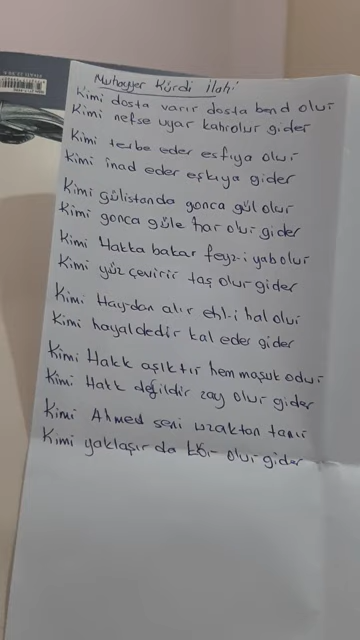 Muhayyer Kürdi İlahi
Kimi dosta varır dosta bend olur
Kimi nefse uyar kahrolur gider
Kimi tevbe eder esfiya olur
Kimi inad eder eşkıya gider
Kimi gülistanda gonca gül olur
Kimi gonca güle har olur gider
Kimi Hakka bakar feyz-i yab olur
Kimi yüz çevirir taş olur gider
Kimi Hay-dan alır ehl-i hal olur
Kimi hayaldedir kal eder gider
Kimi Hakk aşıktır hem maşuk odur
Kimi Hakk değildir zay olur gider
Kimi Ahmed seni uzaktan tanır
Kimi yaklaşır da kör olur gider